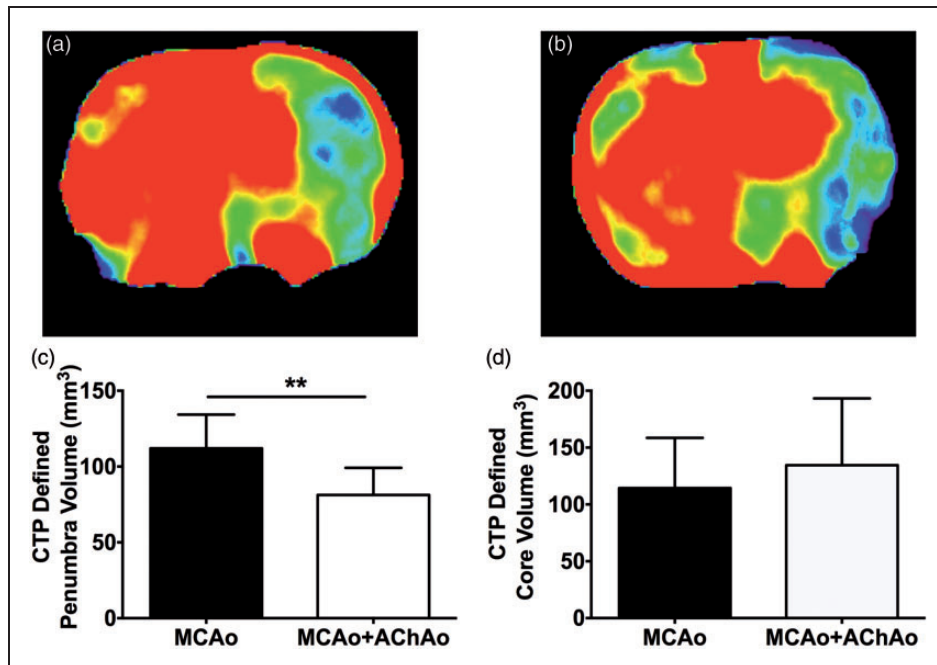 (a)
(b)
(c)
CTP Defined
Penumbra Volume (mm³)
150
100
50
0
**
MCAo
MCAo+AChAo
(d)
CTP Defined
Core Volume (mm³)
200
150
100
50
0
MCAo
MCAo+AChAo